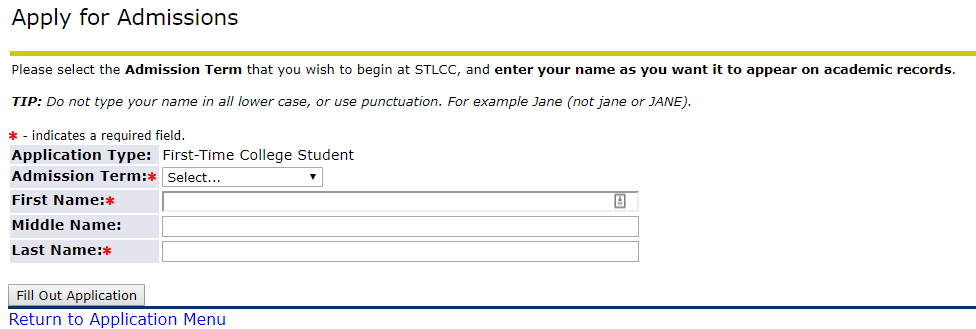 Apply for Admissions
Please select the Admission Term that you wish to begin at STLCC, and enter your name as you want it to appear on academic records.
TIP: Do not type your name in all lower case, or use punctuation. For example Jane (not jane or JANE).
* - indicates a required field.
Application Type: First-Time College Student
Admission Term:* Select...
First Name:*
Middle Name:
Last Name:*
Fill Out Application
Return to Application Menu